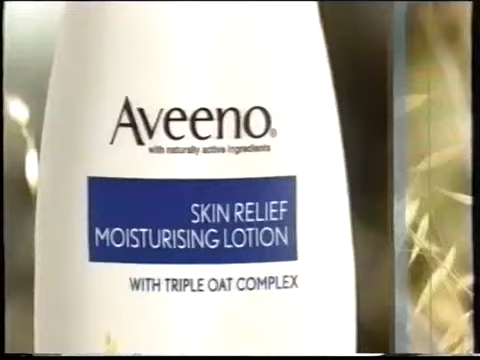 Aveeno®
with naturally active ingredients
SKIN RELIEF
MOISTURISING LOTION
WITH TRIPLE OAT COMPLEX